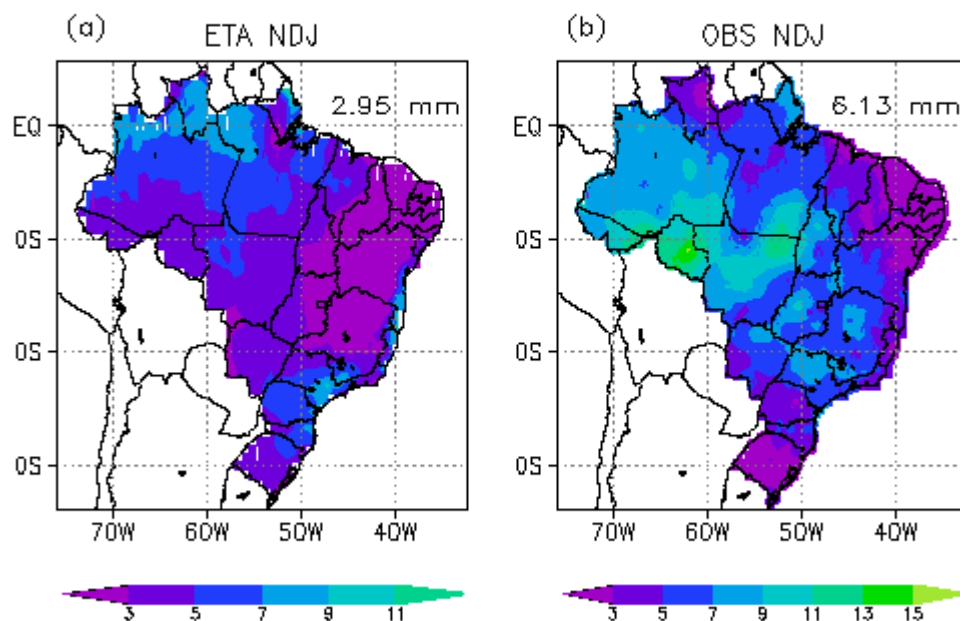 (a) ETA NDJ
2.95 mm
EQ
0S
0S
0S
70W 60W 50W 40W
3 5 7 9 11
(b) OBS NDJ
6.13 mm
EQ
0S
0S
0S
70W 60W 50W 40W
3 5 7 9 11 13 15